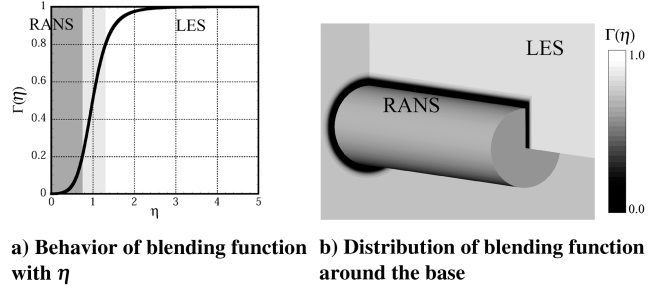 RANS
LES
1
0.8
0.6
0.4
0.2
0
Γ(η)
0 1 2 3 4 5
η
Γ(η)
1.0
0.0
LES
RANS
a) Behavior of blending function
with η
b) Distribution of blending function
around the base